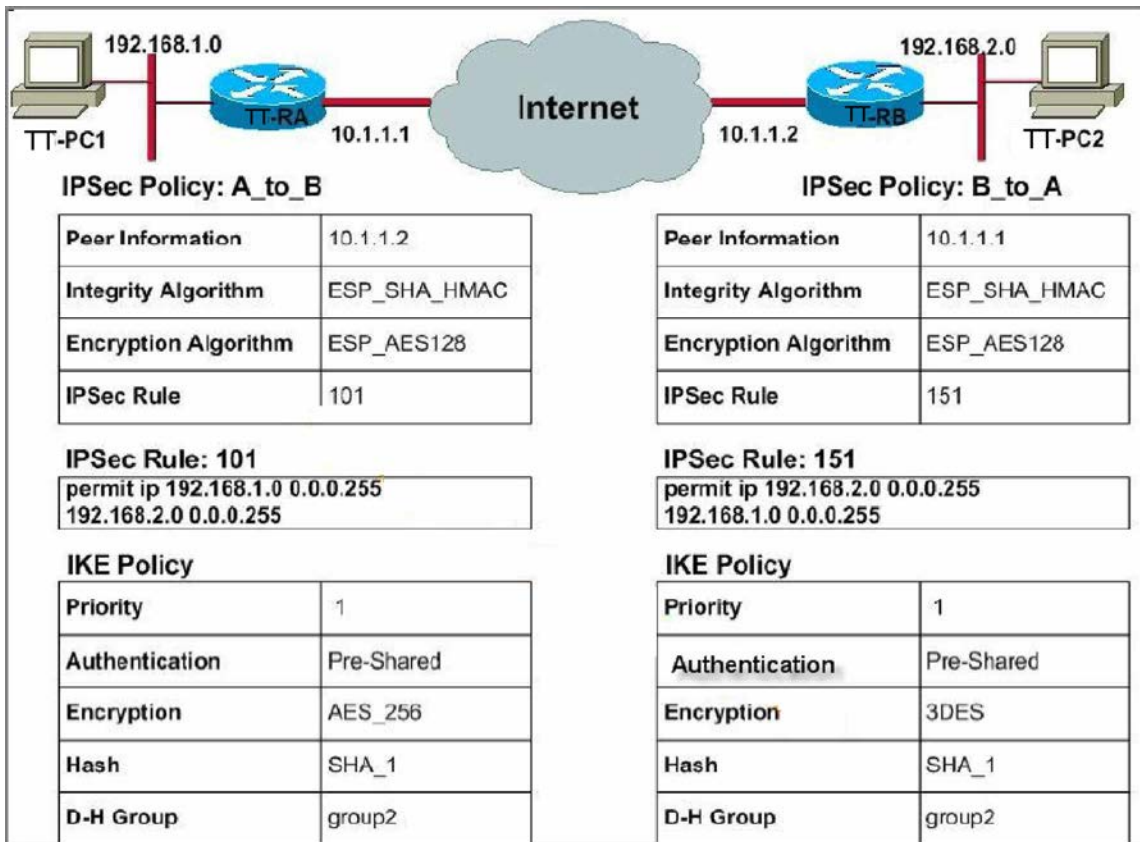 192.168.1.0
192.168.2.0
TT-RA
Internet
TT-RB
10.1.1.1
10.1.1.2
TT-PC1
TT-PC2
IPSec Policy: A_to_B
Peer Information 10.1.1.2
Integrity Algorithm ESP_SHA_HMAC
Encryption Algorithm ESP_AES128
IPSec Rule 101
IPSec Rule: 101
permit ip 192.168.1.0 0.0.0.255
192.168.2.0 0.0.0.255
IKE Policy
Priority 1
Authentication Pre-Shared
Encryption AES_256
Hash SHA_1
D-H Group group2
IPSec Policy: B_to_A
Peer Information 10.1.1.1
Integrity Algorithm ESP_SHA_HMAC
Encryption Algorithm ESP_AES128
IPSec Rule 151
IPSec Rule: 151
permit ip 192.168.2.0 0.0.0.255
192.168.1.0 0.0.0.255
IKE Policy
Priority 1
Authentication Pre-Shared
Encryption 3DES
Hash SHA_1
D-H Group group2